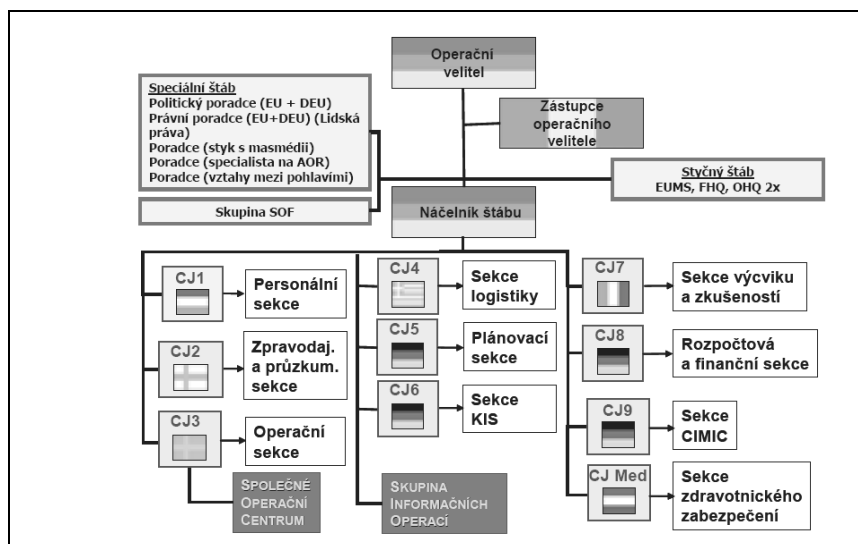 Operační
velitel
Speciální štáb
Politický poradce (EU + DEU)
Právní poradce (EU+DEU) (Lidská
práva)
Poradce (styk s masmédii)
Poradce (specialista na AOR)
Poradce (vztahy mezi pohlavími)
Zástupce
operačního
velitele
Styčný štáb
EUMS, FHQ, OHQ 2x
Skupina SOF
Náčelník štábu
CJ1
Personální
sekce
CJ2
Zpravodaj.
a průzkum.
sekce
CJ3
Operační
sekce
SPOLEČNÉ
OPERAČNÍ
CENTRUM
CJ4
Sekce
logistiky
CJ5
Plánovací
sekce
CJ6
Sekce
KIS
SKUPINA
INFORMAČNÍCH
OPERACÍ
CJ7
Sekce výcviku
a zkušeností
CJ8
Rozpočtová
a finanční sekce
CJ9
Sekce
CIMIC
CJ Med
Sekce
zdravotnického
zabezpečení